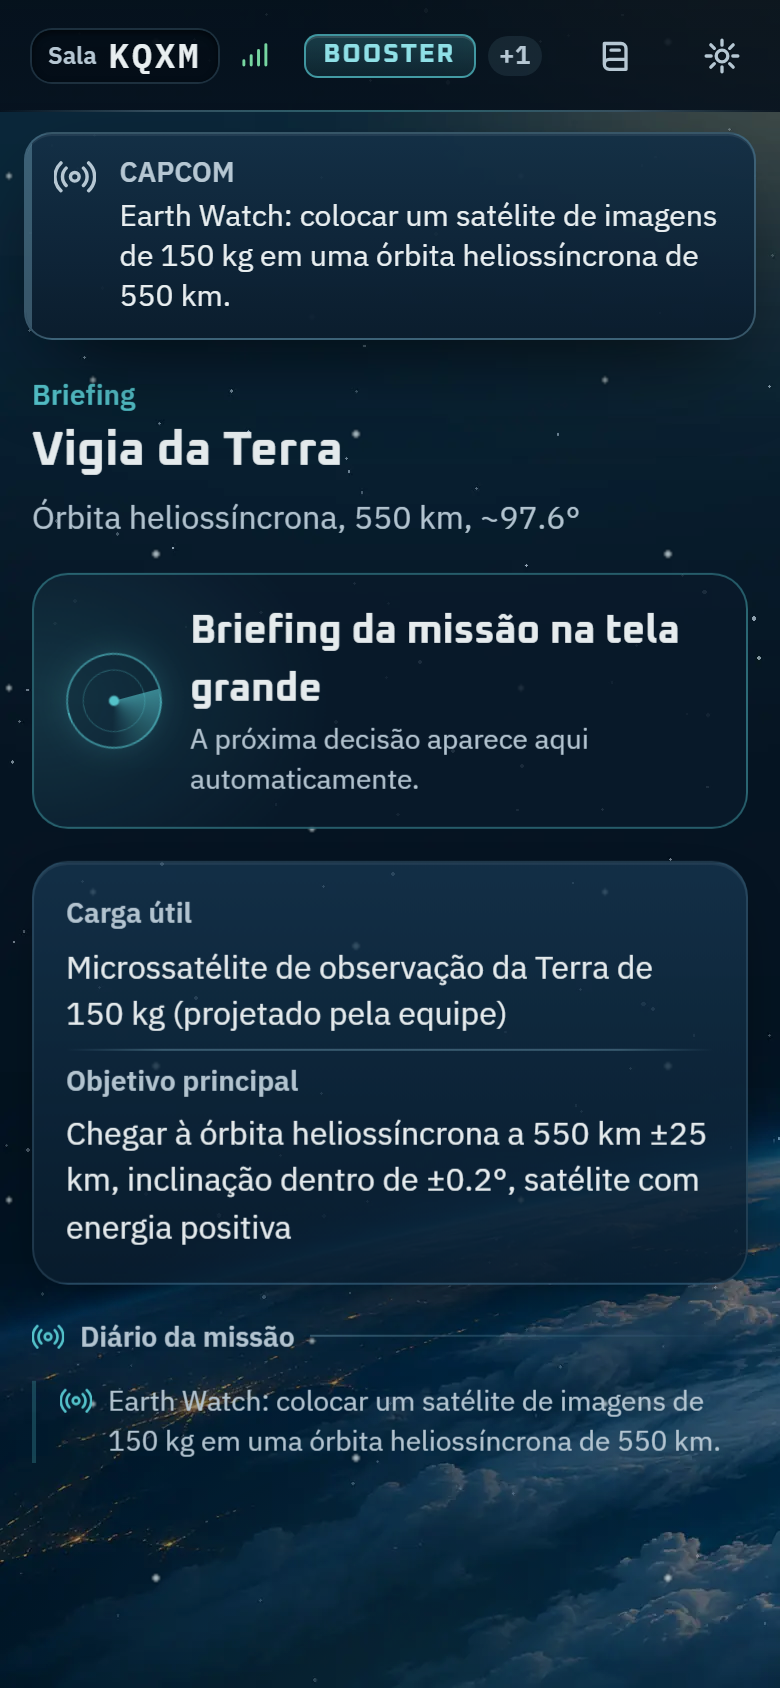 Sala KQXM BOOSTER +1
CAPCOM
Earth Watch: colocar um satélite de imagens
de 150 kg em uma órbita heliossíncrona de
550 km.
Briefing
Vigia da Terra
Órbita heliossíncrona, 550 km, ~97.6°
Briefing da missão na tela
grande
A próxima decisão aparece aqui
automaticamente.
Carga útil
Microssatélite de observação da Terra de
150 kg (projetado pela equipe)
Objetivo principal
Chegar à órbita heliossíncrona a 550 km ±25
km, inclinação dentro de ±0.2°, satélite com
energia positiva
Diário da missão
Earth Watch: colocar um satélite de imagens de
150 kg em uma órbita heliossíncrona de 550 km.